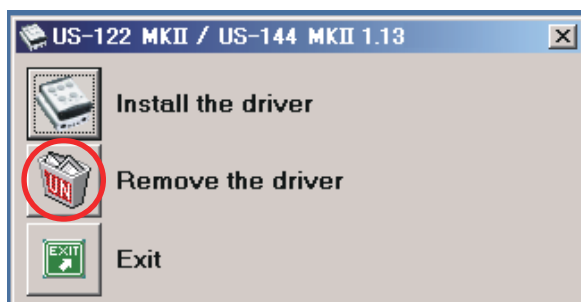 US-122 MKII / US-144 MKII 1.13
Install the driver
UN
Remove the driver
EXIT
Exit